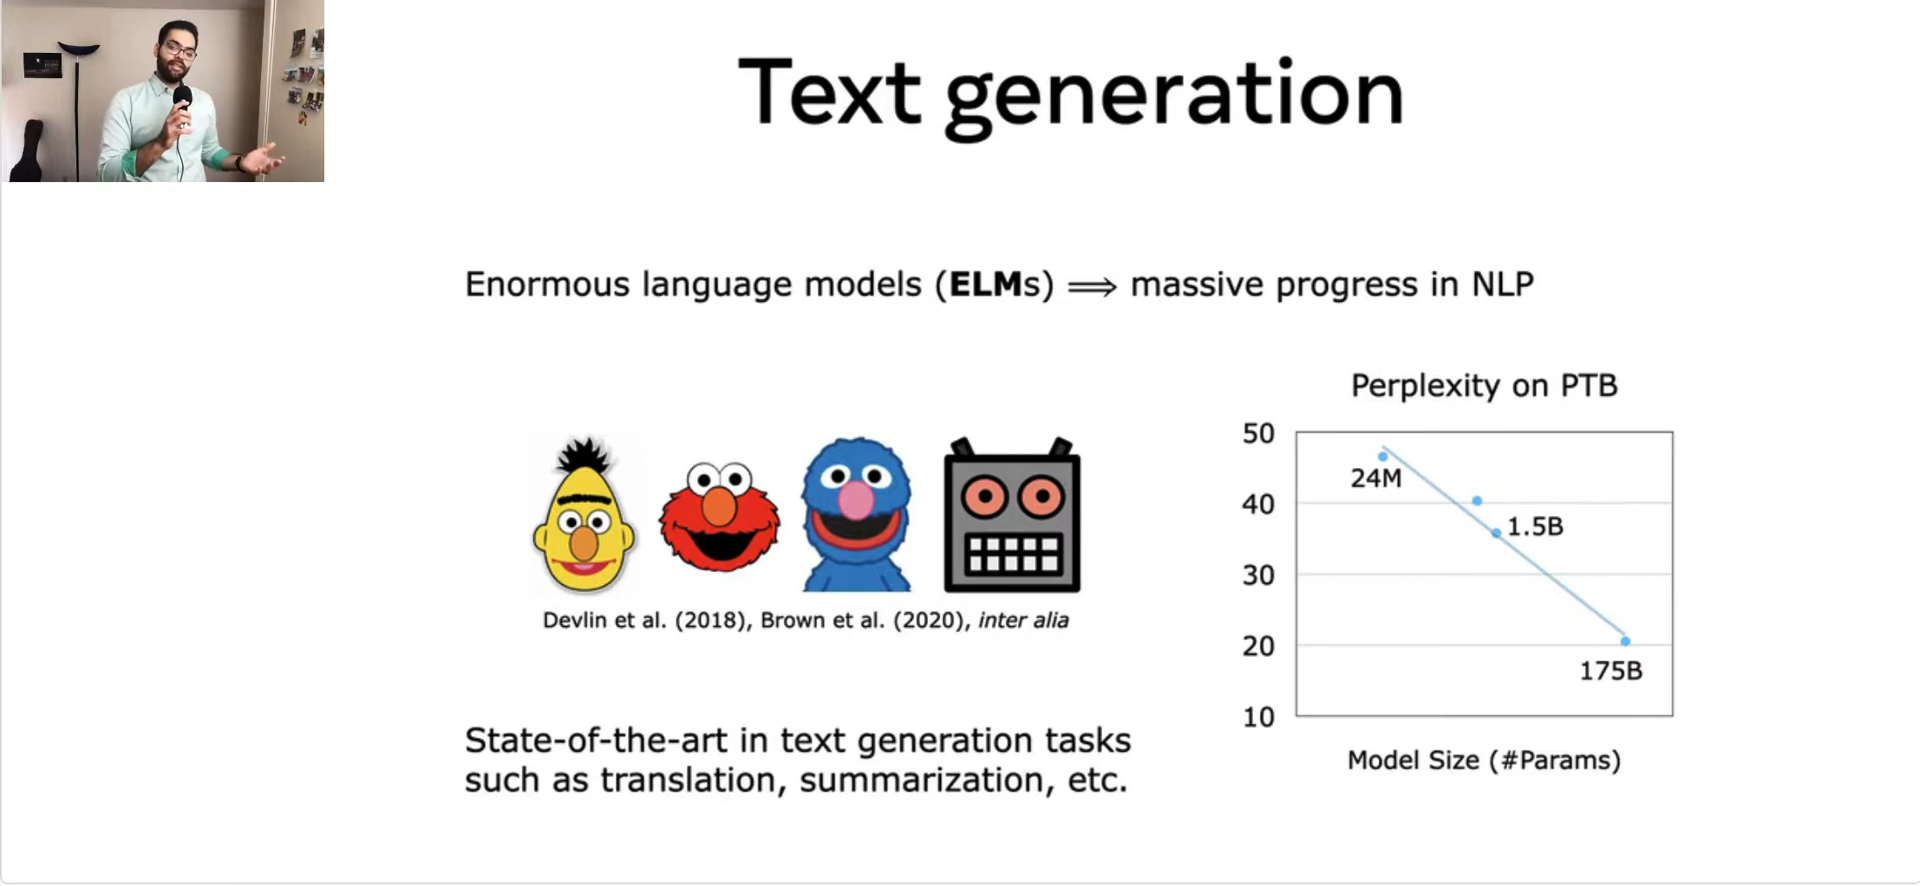 Text generation
Enormous language models (ELMs) ⟹ massive progress in NLP
Devlin et al. (2018), Brown et al. (2020), inter alia
State-of-the-art in text generation tasks
such as translation, summarization, etc.
Perplexity on PTB
50
40
30
20
10
24M
1.5B
175B
Model Size (#Params)